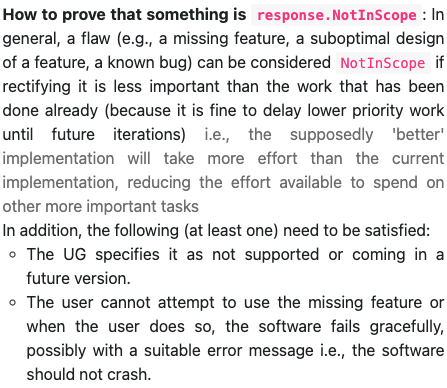 How to prove that something is response.NotInScope: In
general, a flaw (e.g., a missing feature, a suboptimal design
of a feature, a known bug) can be considered NotInScope if
rectifying it is less important than the work that has been
done already (because it is fine to delay lower priority work
until future iterations) i.e., the supposedly 'better'
implementation will take more effort than the current
implementation, reducing the effort available to spend on
other more important tasks
In addition, the following (at least one) need to be satisfied:
○ The UG specifies it as not supported or coming in a
future version.
○ The user cannot attempt to use the missing feature or
when the user does so, the software fails gracefully,
possibly with a suitable error message i.e., the software
should not crash.